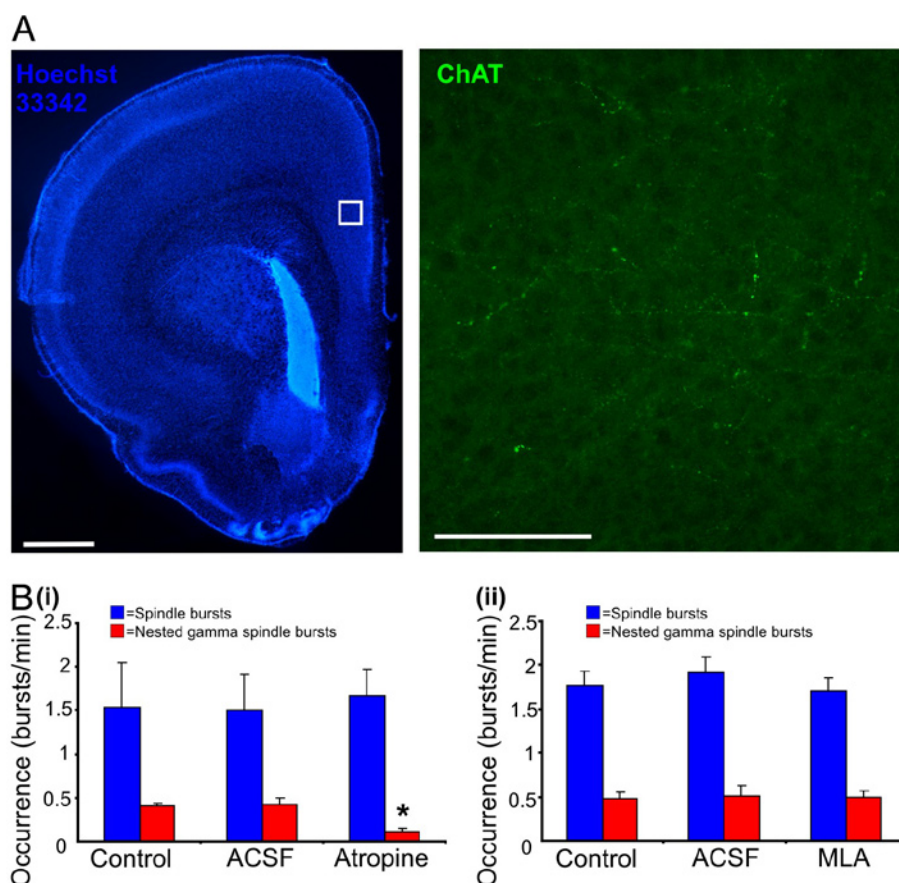 A
Hoechst
33342
ChAT
B(i)
=Spindle bursts
=Nested gamma spindle bursts
Occurrence (bursts/min)
2.5
2
1.5
1
0.5
0
*
Control
ACSF
Atropine
(ii)
=Spindle bursts
=Nested gamma spindle bursts
Occurrence (bursts/min)
2.5
2
1.5
1
0.5
0
Control
ACSF
MLA